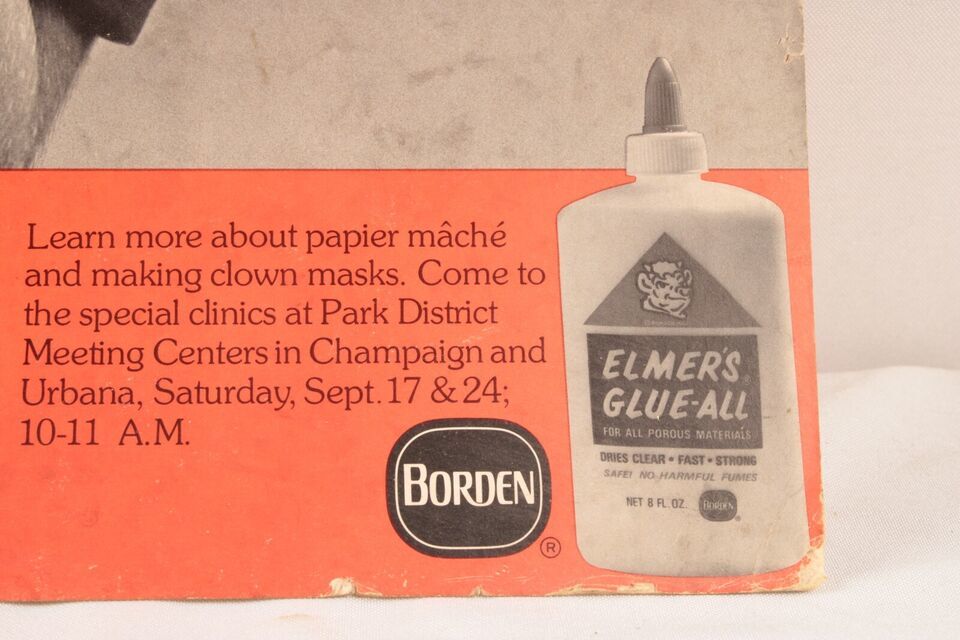 Learn more about papier mâché
and making clown masks. Come to
the special clinics at Park District
Meeting Centers in Champaign and
Urbana, Saturday, Sept. 17 & 24;
10-11 A.M.
BORDEN
®
ELMER'S®
GLUE-ALL
FOR ALL POROUS MATERIALS
DRIES CLEAR • FAST • STRONG
SAFE! NO HARMFUL FUMES
NET 8 FL. OZ.
BORDEN